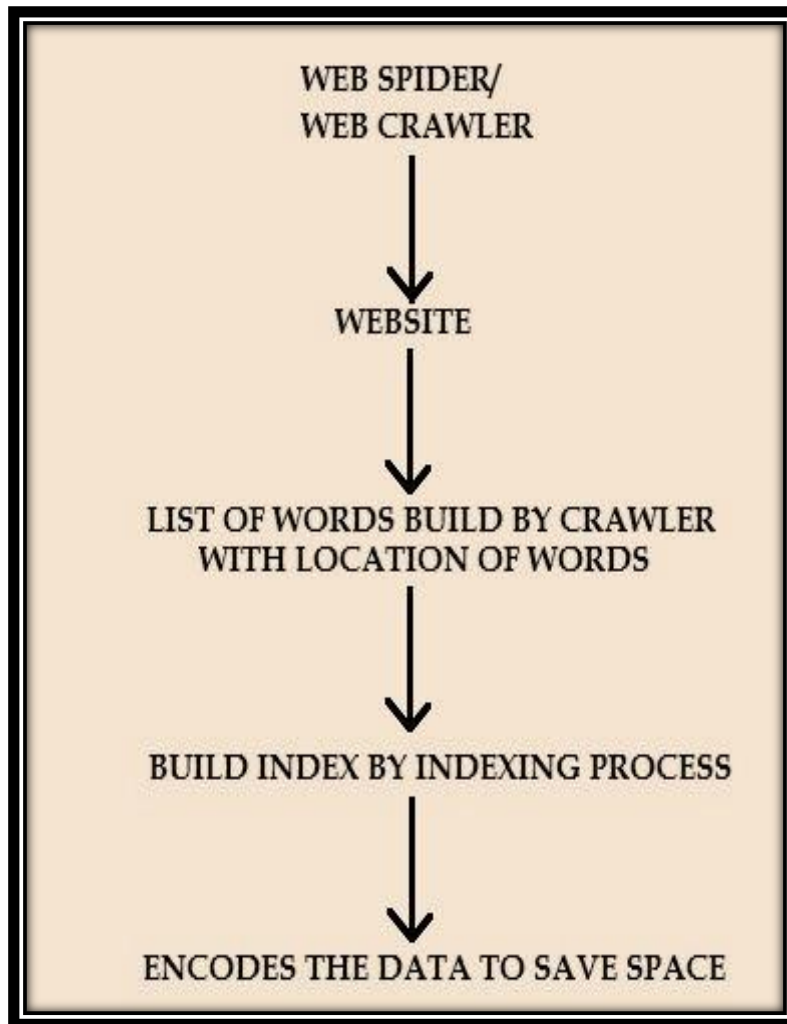 WEB SPIDER/
WEB CRAWLER
WEBSITE
LIST OF WORDS BUILD BY CRAWLER
WITH LOCATION OF WORDS
BUILD INDEX BY INDEXING PROCESS
ENCODES THE DATA TO SAVE SPACE